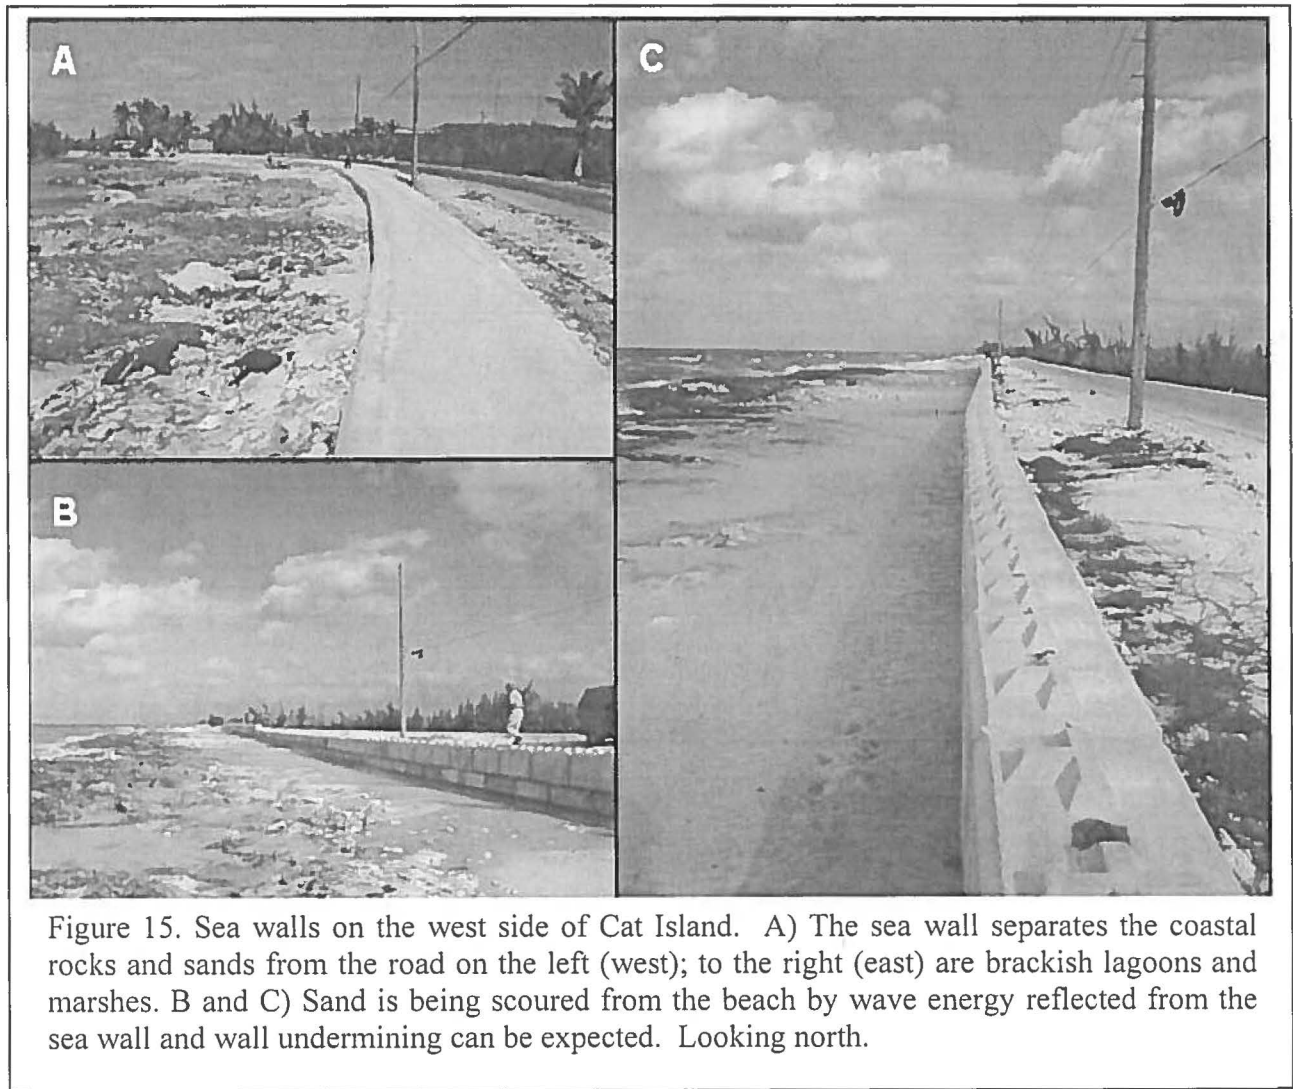 A
C
B
Figure 15. Sea walls on the west side of Cat Island. A) The sea wall separates the coastal
rocks and sands from the road on the left (west); to the right (east) are brackish lagoons and
marshes. B and C) Sand is being scoured from the beach by wave energy reflected from the
sea wall and wall undermining can be expected. Looking north.